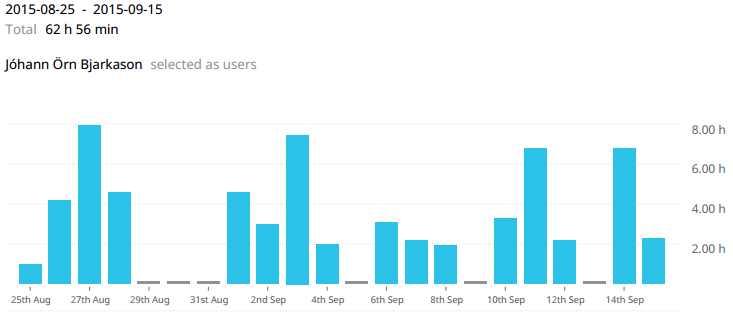 2015-08-25 - 2015-09-15
Total 62 h 56 min
Jóhann Örn Bjarkason selected as users
8.00 h
6.00 h
4.00 h
2.00 h
25th Aug 27th Aug 29th Aug 31st Aug 2nd Sep 4th Sep 6th Sep 8th Sep 10th Sep 12th Sep 14th Sep